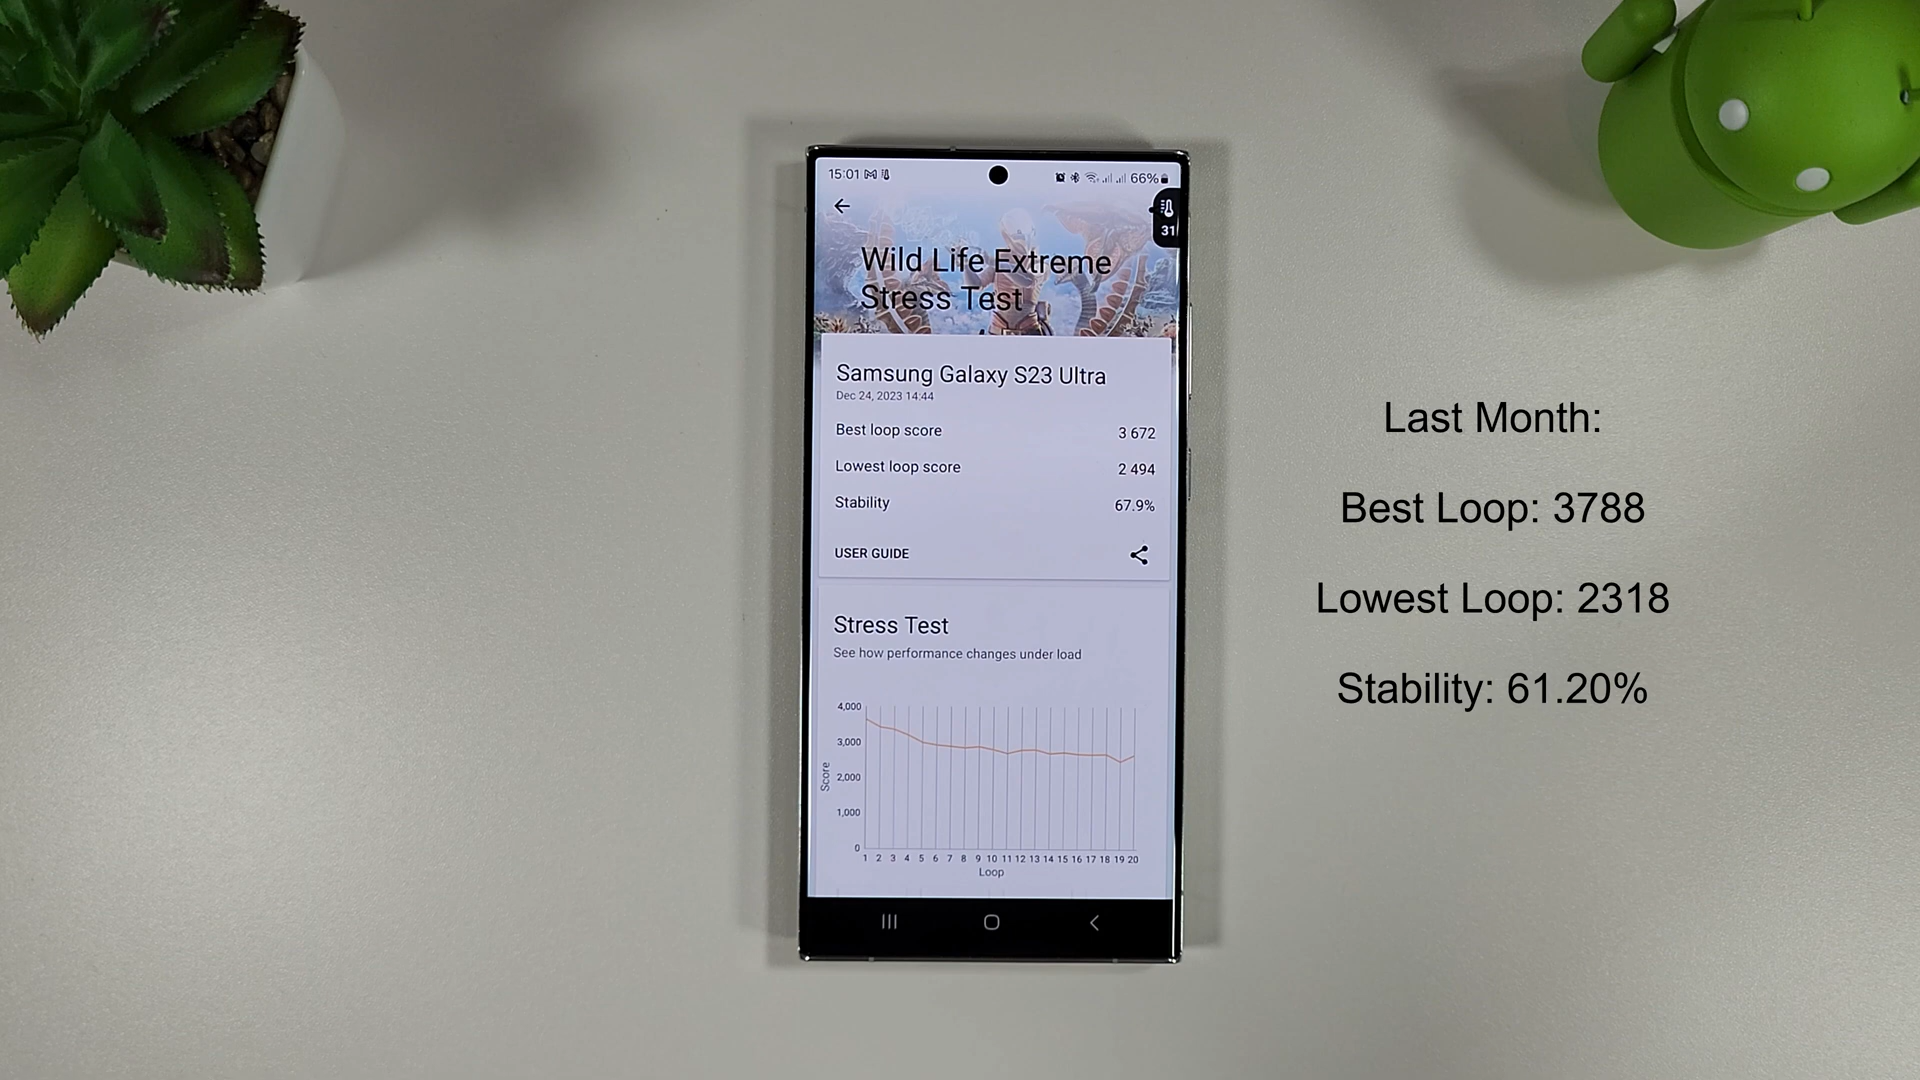 15:01
66%
31
Wild Life Extreme
Stress Test
Samsung Galaxy S23 Ultra
Dec 24, 2023 14:44
Best loop score 3 672
Lowest loop score 2 494
Stability 67.9%
USER GUIDE
Stress Test
See how performance changes under load
4,000
3,000
2,000
1,000
0
Score
1 2 3 4 5 6 7 8 9 10 11 12 13 14 15 16 17 18 19 20
Loop
Last Month:
Best Loop: 3788
Lowest Loop: 2318
Stability: 61.20%